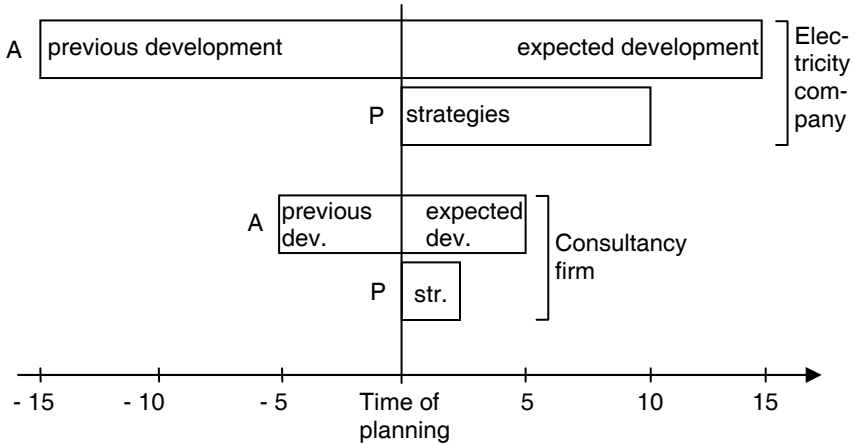 A previous development expected development
Elec-
tricity
com-
pany
P strategies
A previous
dev.
expected
dev.
Consultancy
firm
P str.
- 15 - 10 - 5 Time of
planning
5 10 15